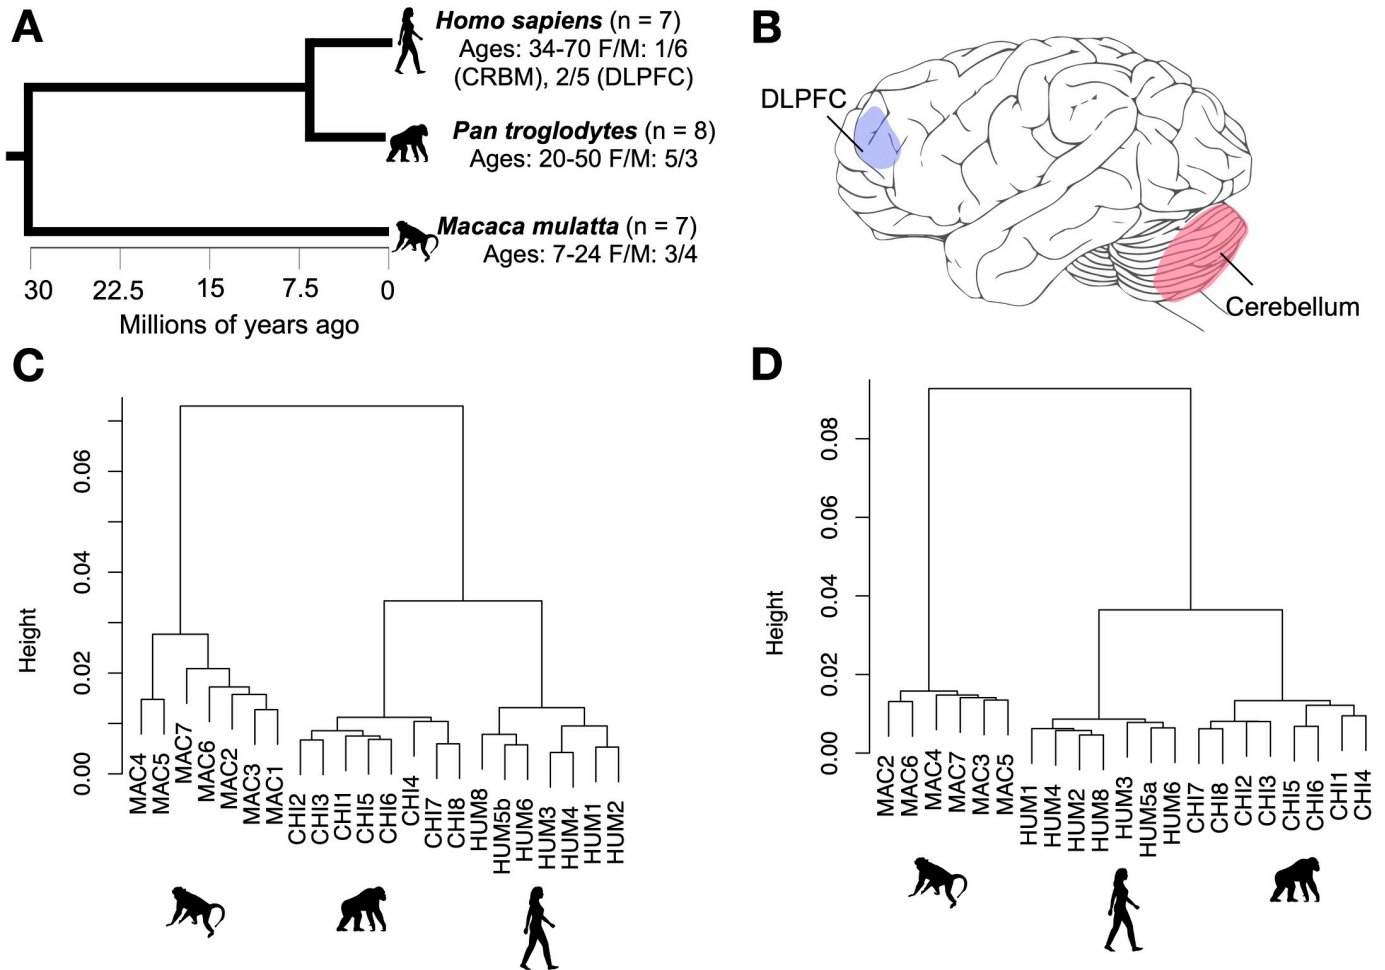 A
Homo sapiens (n = 7)
Ages: 34-70 F/M: 1/6
(CRBM), 2/5 (DLPFC)
Pan troglodytes (n = 8)
Ages: 20-50 F/M: 5/3
Macaca mulatta (n = 7)
Ages: 7-24 F/M: 3/4
30 22.5 15 7.5 0
Millions of years ago
B
DLPFC
Cerebellum
C
Height
0.06
0.04
0.02
0.00
MAC4
MAC5
MAC7
MAC6
MAC2
MAC3
MAC1
CHI2
CHI3
CHI1
CHI5
CHI6
CHI4
CHI7
CHI8
HUM8
HUM5b
HUM6
HUM3
HUM4
HUM1
HUM2
D
Height
0.08
0.06
0.04
0.02
0.00
MAC2
MAC6
MAC4
MAC7
MAC3
MAC5
HUM1
HUM4
HUM2
HUM8
HUM3
HUM5a
HUM6
CHI7
CHI8
CHI2
CHI3
CHI5
CHI6
CHI1
CHI4